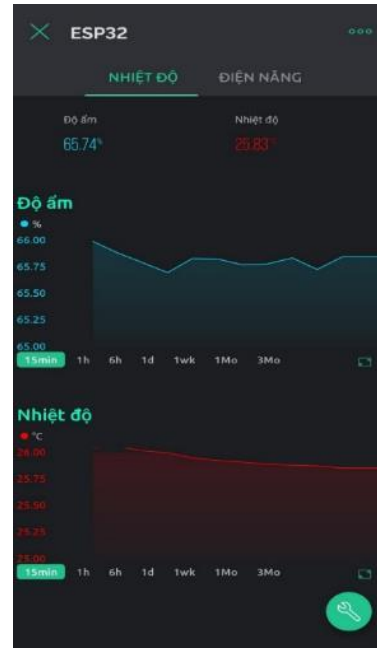 ESP32
NHIỆT ĐỘ ĐIỆN NĂNG
Độ ẩm Nhiệt độ
65.74% 25.83°C
Độ ẩm
%
66.00
65.75
65.50
65.25
65.00
15min 1h 6h 1d 1wk 1Mo 3Mo
Nhiệt độ
°C
26.00
25.75
25.50
25.25
25.00
15min 1h 6h 1d 1wk 1Mo 3Mo